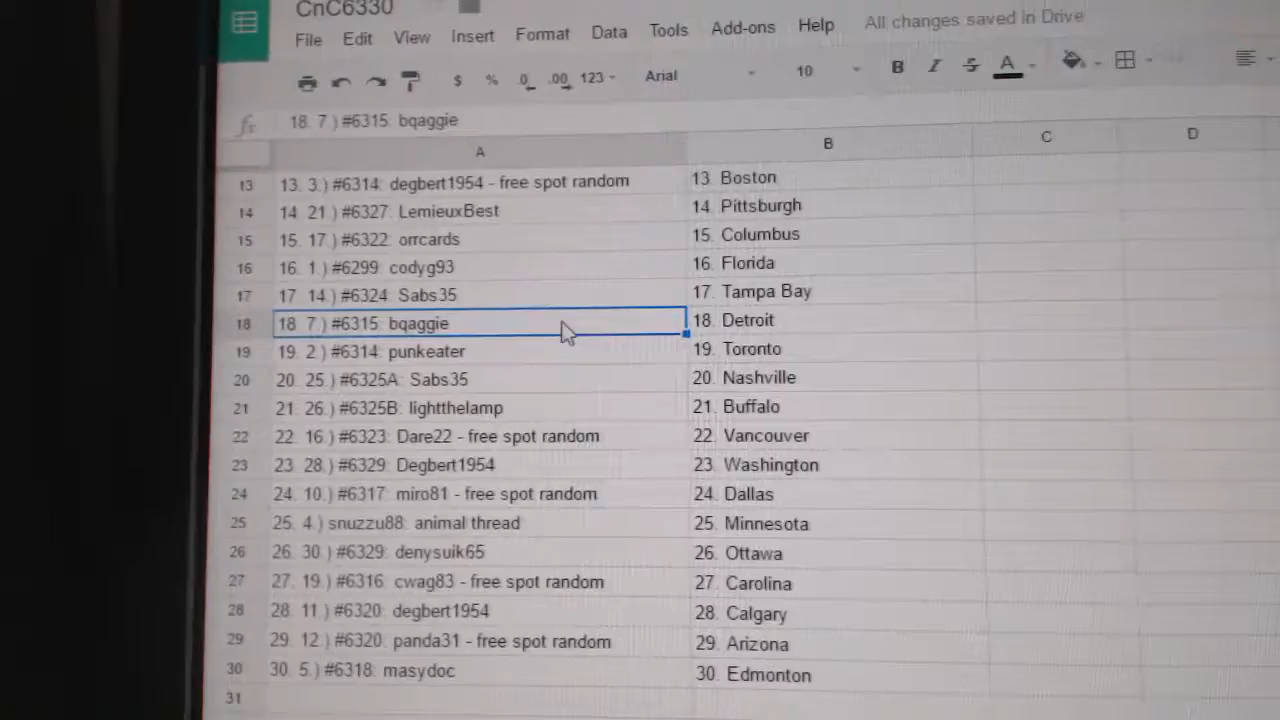 CnC6330
File Edit View Insert Format Data Tools Add-ons Help All changes saved in Drive
$ % .0 .00 123 Arial 10 B I S A
fx 18. 7.) #6315: bqaggie
A B C D
13 13. 3.) #6314: degbert1954 - free spot random 13. Boston
14 14. 21.) #6327: LemieuxBest 14. Pittsburgh
15 15. 17.) #6322: orrcards 15. Columbus
16 16. 1.) #6299: codyg93 16. Florida
17 17. 14.) #6324: Sabs35 17. Tampa Bay
18 18. 7.) #6315: bqaggie 18. Detroit
19 19. 2.) #6314: punkeater 19. Toronto
20 20. 25.) #6325A: Sabs35 20. Nashville
21 21. 26.) #6325B: lightthelamp 21. Buffalo
22 22. 16.) #6323: Dare22 - free spot random 22. Vancouver
23 23. 28.) #6329: Degbert1954 23. Washington
24 24. 10.) #6317: miro81 - free spot random 24. Dallas
25 25. 4.) snuzzu88: animal thread 25. Minnesota
26 26. 30.) #6329: denysuik65 26. Ottawa
27 27. 19.) #6316: cwag83 - free spot random 27. Carolina
28 28. 11.) #6320: degbert1954 28. Calgary
29 29. 12.) #6320: panda31 - free spot random 29. Arizona
30 30. 5.) #6318: masydoc 30. Edmonton
31